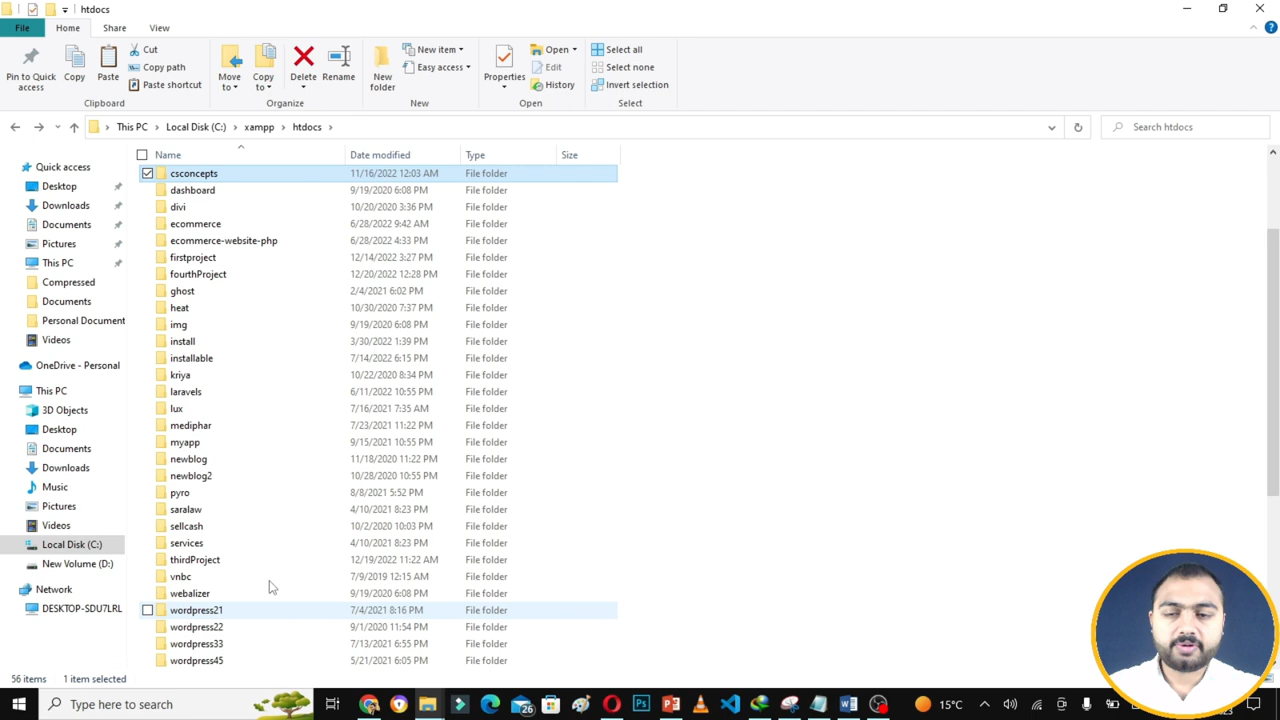 htdocs
File Home Share View
Pin to Quick access
Copy
Paste
Cut
Copy path
Paste shortcut
Clipboard
Move to
Copy to
Delete
Rename
Organize
New folder
New item
Easy access
New
Properties
Open
Edit
History
Open
Select all
Select none
Invert selection
Select
This PC > Local Disk (C:) > xampp > htdocs >
Search htdocs
Quick access
Desktop
Downloads
Documents
Pictures
This PC
Compressed
Documents
Personal Document
Videos
OneDrive - Personal
This PC
3D Objects
Desktop
Documents
Downloads
Music
Pictures
Videos
Local Disk (C:)
New Volume (D:)
Network
DESKTOP-SDU7LRL
Name Date modified Type Size
csconcepts 11/16/2022 12:03 AM File folder
dashboard 9/19/2020 6:08 PM File folder
divi 10/20/2020 3:36 PM File folder
ecommerce 6/28/2022 9:42 AM File folder
ecommerce-website-php 6/28/2022 4:33 PM File folder
firstproject 12/14/2022 3:27 PM File folder
fourthProject 12/20/2022 12:28 PM File folder
ghost 2/4/2021 6:02 PM File folder
heat 10/30/2020 7:37 PM File folder
img 9/19/2020 6:08 PM File folder
install 3/30/2022 1:39 PM File folder
installable 7/14/2022 6:15 PM File folder
kriya 10/22/2020 8:34 PM File folder
laravels 6/11/2022 10:55 PM File folder
lux 7/16/2021 7:35 AM File folder
mediphar 7/23/2021 11:22 PM File folder
myapp 9/15/2021 10:55 PM File folder
newblog 11/18/2020 11:22 PM File folder
newblog2 10/28/2020 10:55 PM File folder
pyro 8/8/2021 5:52 PM File folder
saralaw 4/10/2021 8:23 PM File folder
sellcash 10/2/2020 10:03 PM File folder
services 4/10/2021 8:23 PM File folder
thirdProject 12/19/2022 11:22 AM File folder
vnbc 7/9/2019 12:15 AM File folder
webalizer 9/19/2020 6:08 PM File folder
wordpress21 7/4/2021 8:16 PM File folder
wordpress22 9/1/2020 11:54 PM File folder
wordpress33 7/13/2021 6:55 PM File folder
wordpress45 5/21/2021 6:05 PM File folder
56 items 1 item selected
Type here to search
26
Ps
15°C